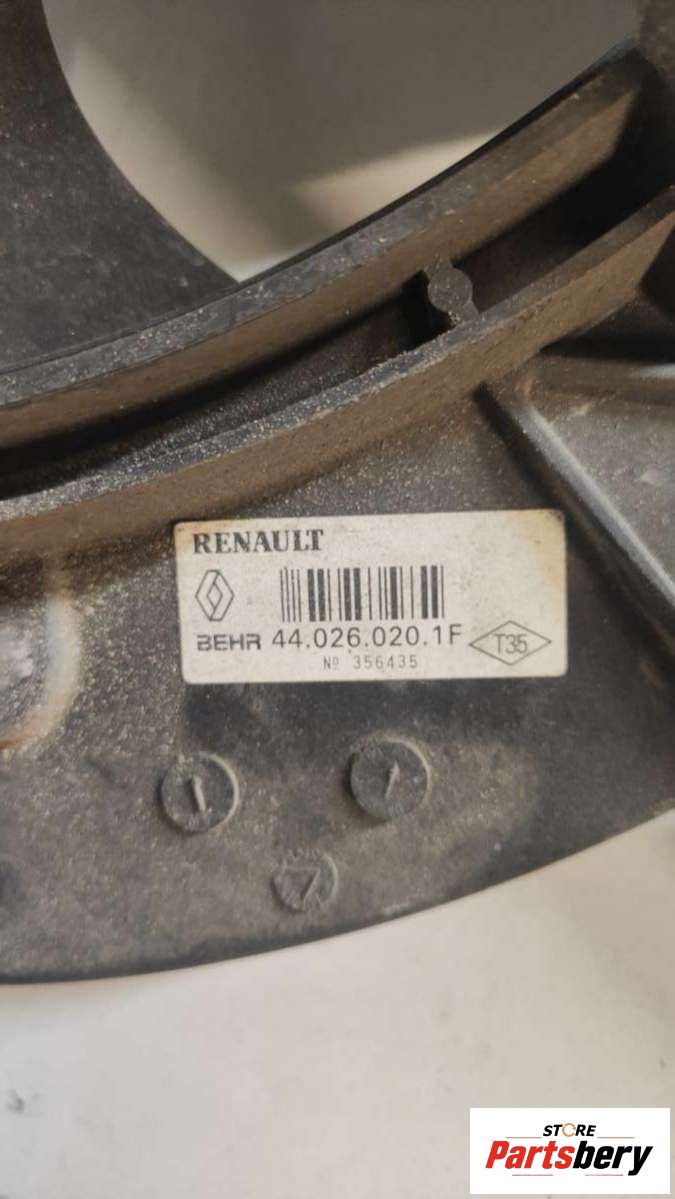 RENAULT
BEHR 44.026.020.1F
T35
Nº 356435
STORE
Partsbery